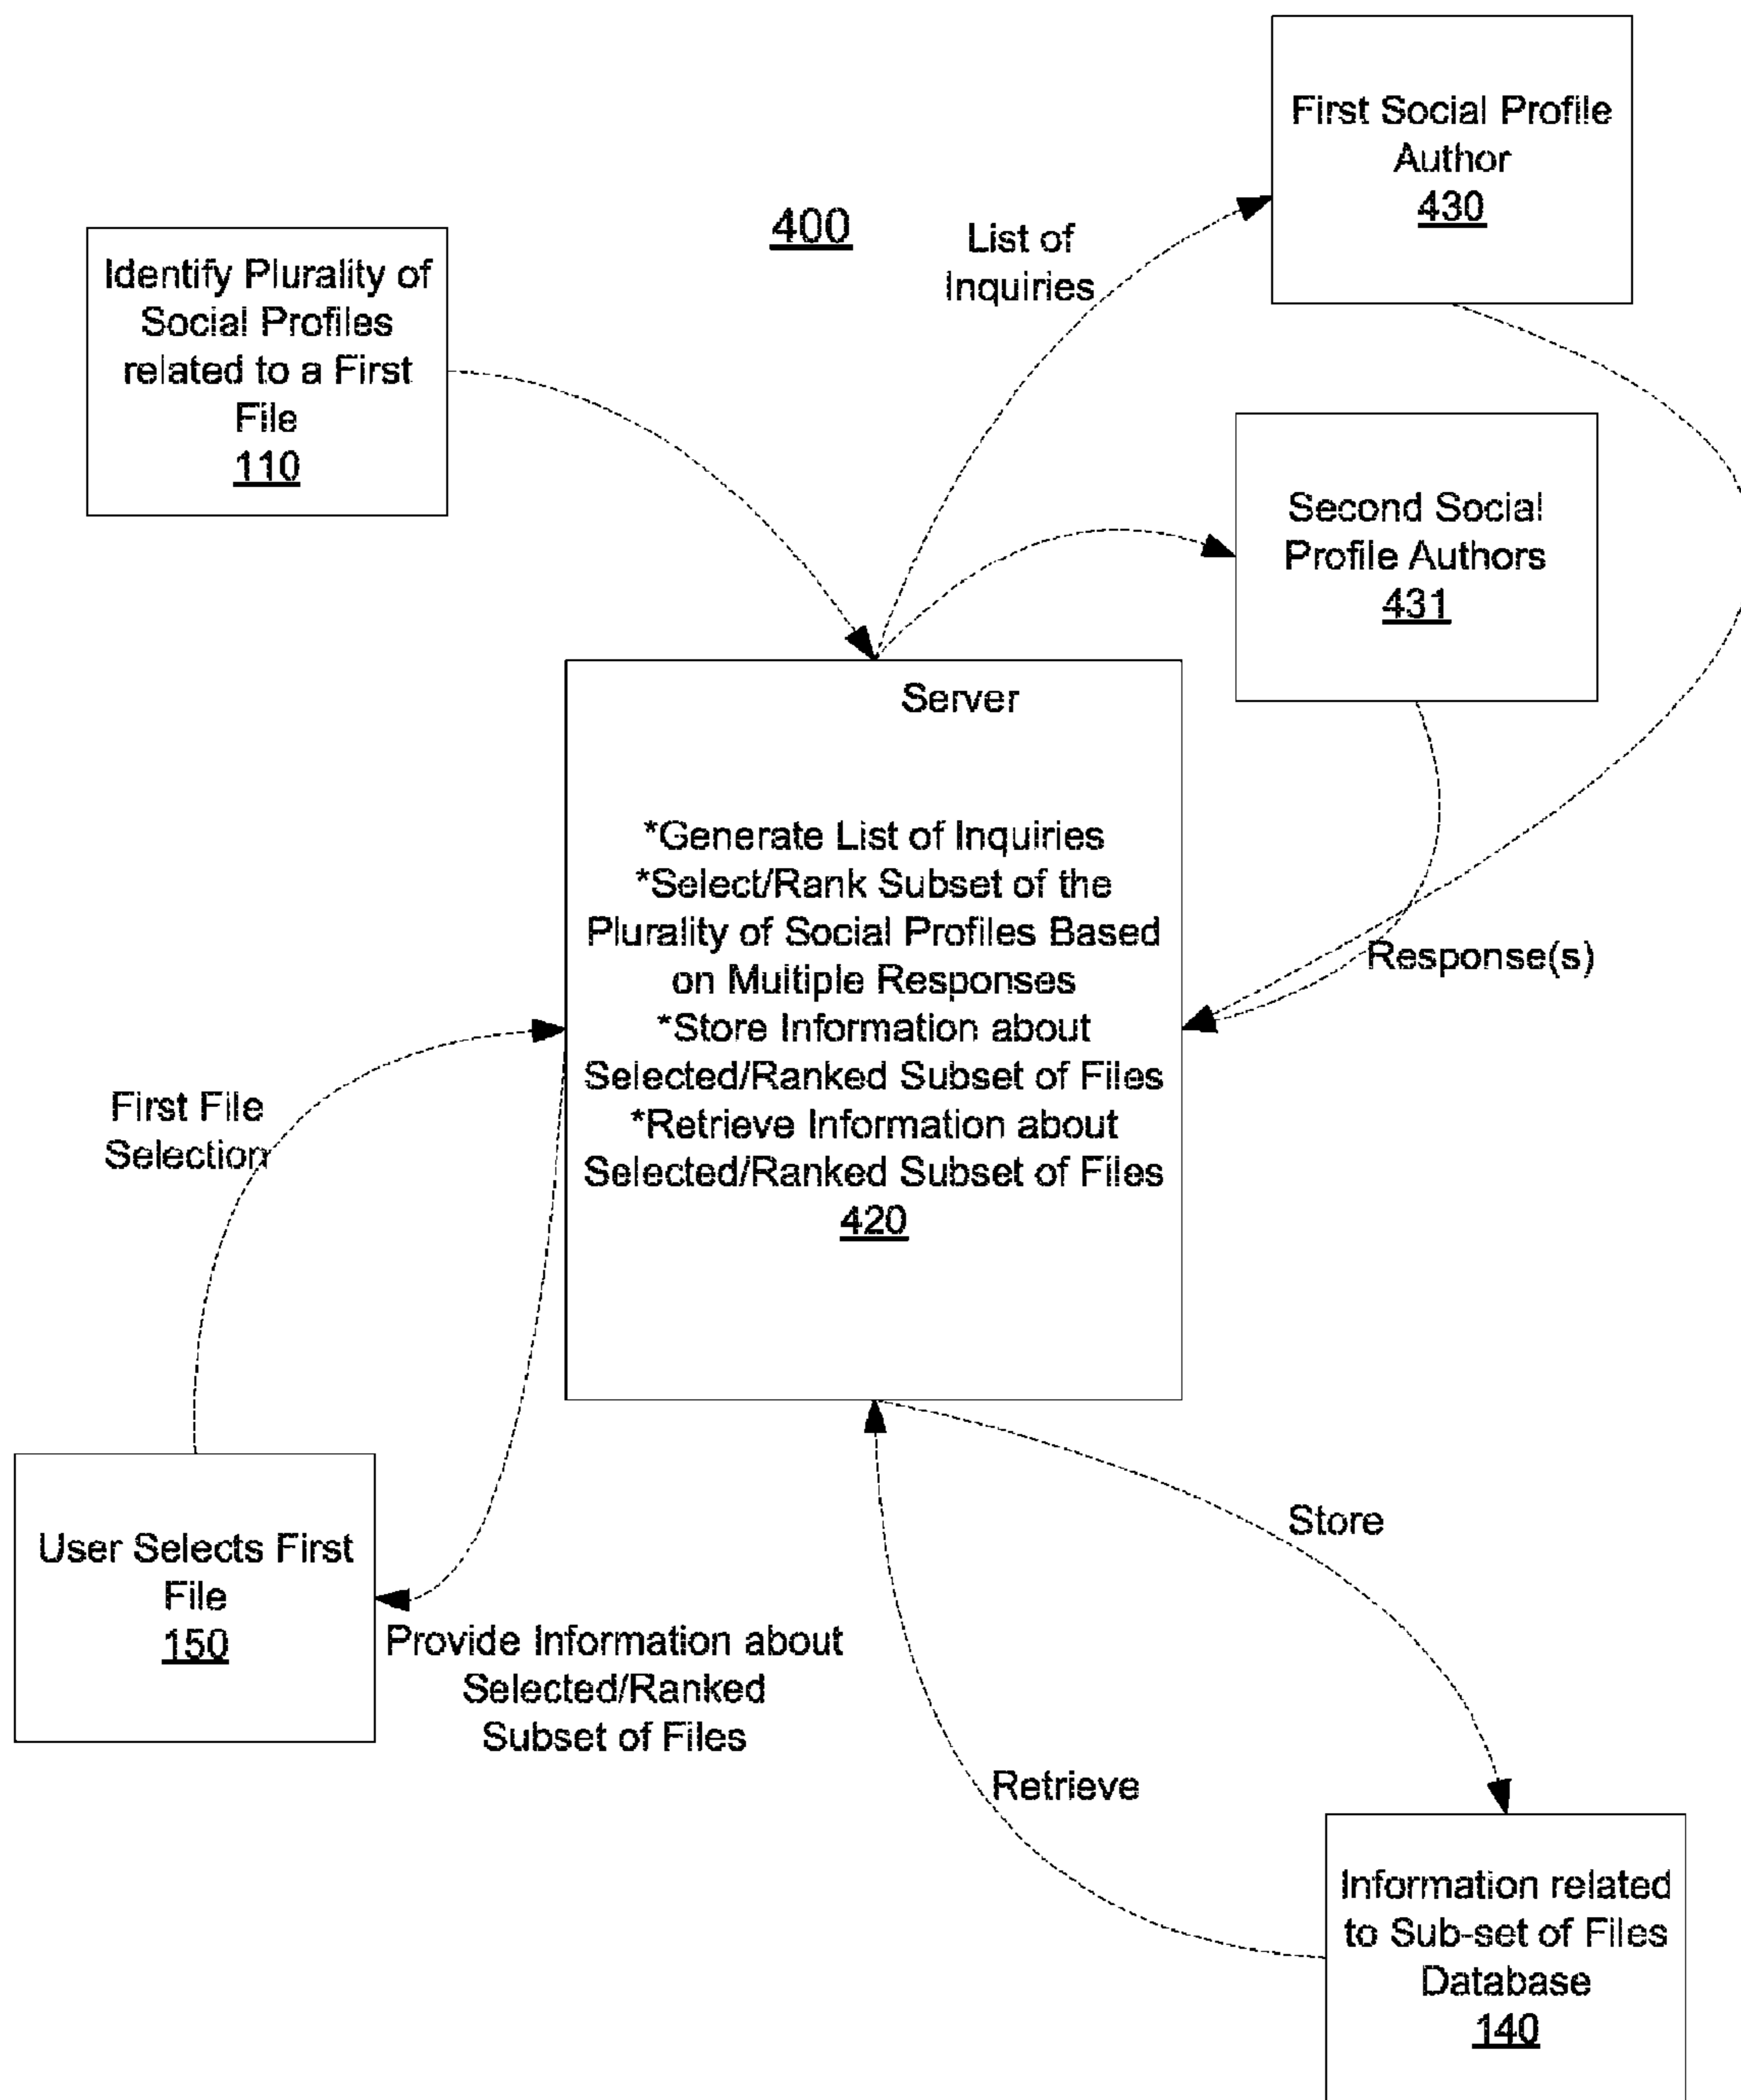 400
First Social Profile
Author
430
List of
Inquiries
Identify Plurality of
Social Profiles
related to a First
File
110
Second Social
Profile Authors
431
Server
*Generate List of Inquiries
*Select/Rank Subset of the
Plurality of Social Profiles Based
on Multiple Responses
*Store Information about
Selected/Ranked Subset of Files
*Retrieve Information about
Selected/Ranked Subset of Files
420
Response(s)
First File
Selection
User Selects First
File
150
Provide Information about
Selected/Ranked
Subset of Files
Store
Retrieve
Information related
to Sub-set of Files
Database
140